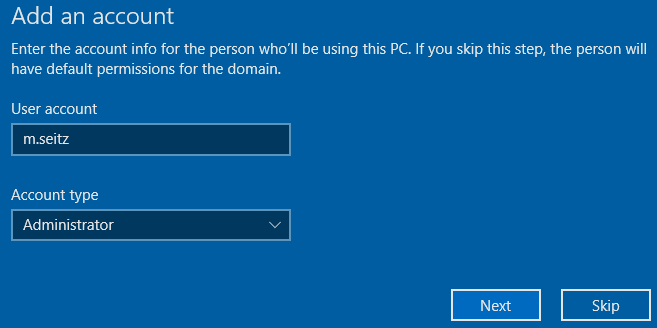 Add an account
Enter the account info for the person who'll be using this PC. If you skip this step, the person will
have default permissions for the domain.
User account
m.seitz
Account type
Administrator
Next
Skip